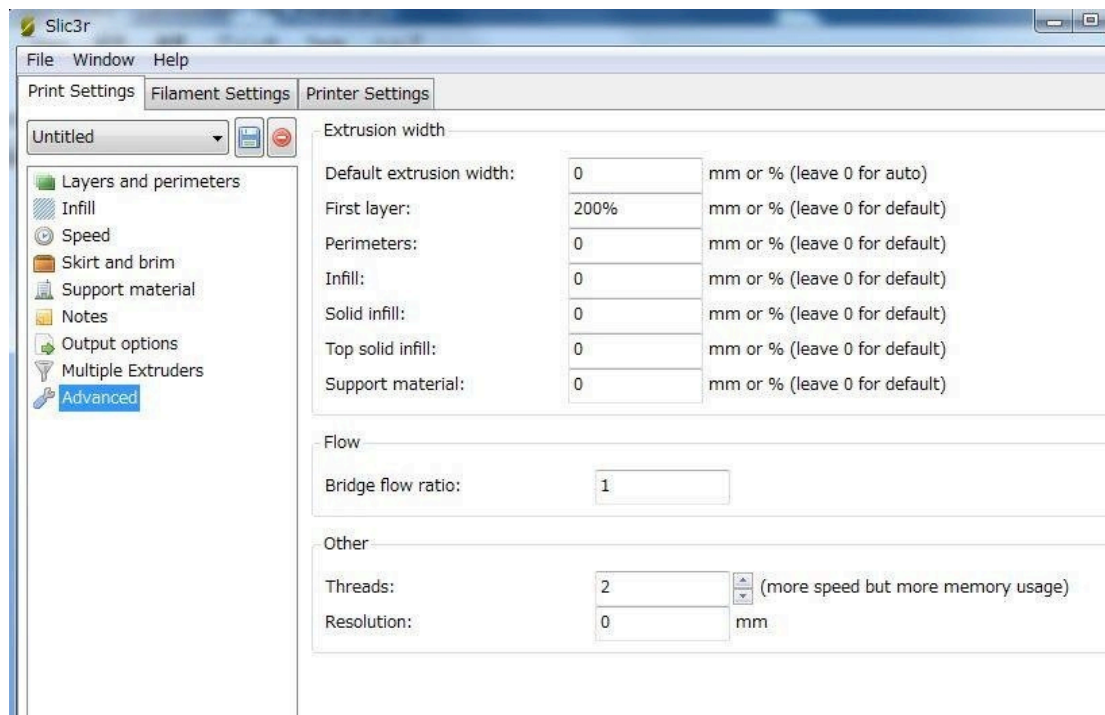 Slic3r
File Window Help
Print Settings Filament Settings Printer Settings
Untitled
Layers and perimeters
Infill
Speed
Skirt and brim
Support material
Notes
Output options
Multiple Extruders
Advanced
Extrusion width
Default extrusion width: 0 mm or % (leave 0 for auto)
First layer: 200% mm or % (leave 0 for default)
Perimeters: 0 mm or % (leave 0 for default)
Infill: 0 mm or % (leave 0 for default)
Solid infill: 0 mm or % (leave 0 for default)
Top solid infill: 0 mm or % (leave 0 for default)
Support material: 0 mm or % (leave 0 for default)
Flow
Bridge flow ratio: 1
Other
Threads: 2 (more speed but more memory usage)
Resolution: 0 mm